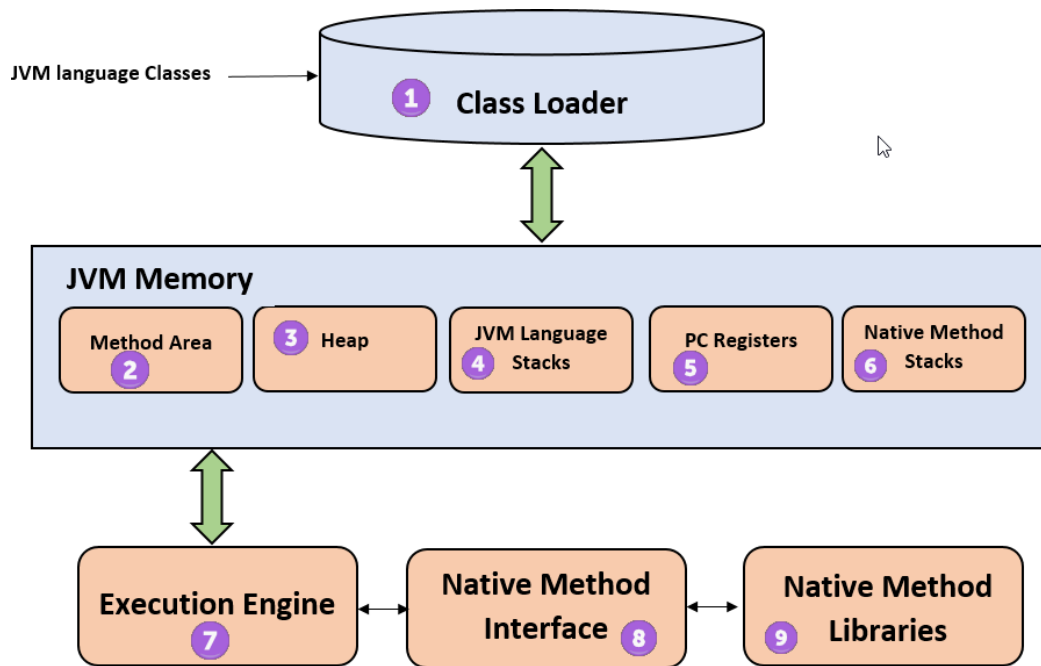 JVM language Classes
1 Class Loader
JVM Memory
Method Area
2
3 Heap
JVM Language
4 Stacks
PC Registers
5
Native Method
6 Stacks
Execution Engine
7
Native Method
Interface 8
Native Method
9 Libraries